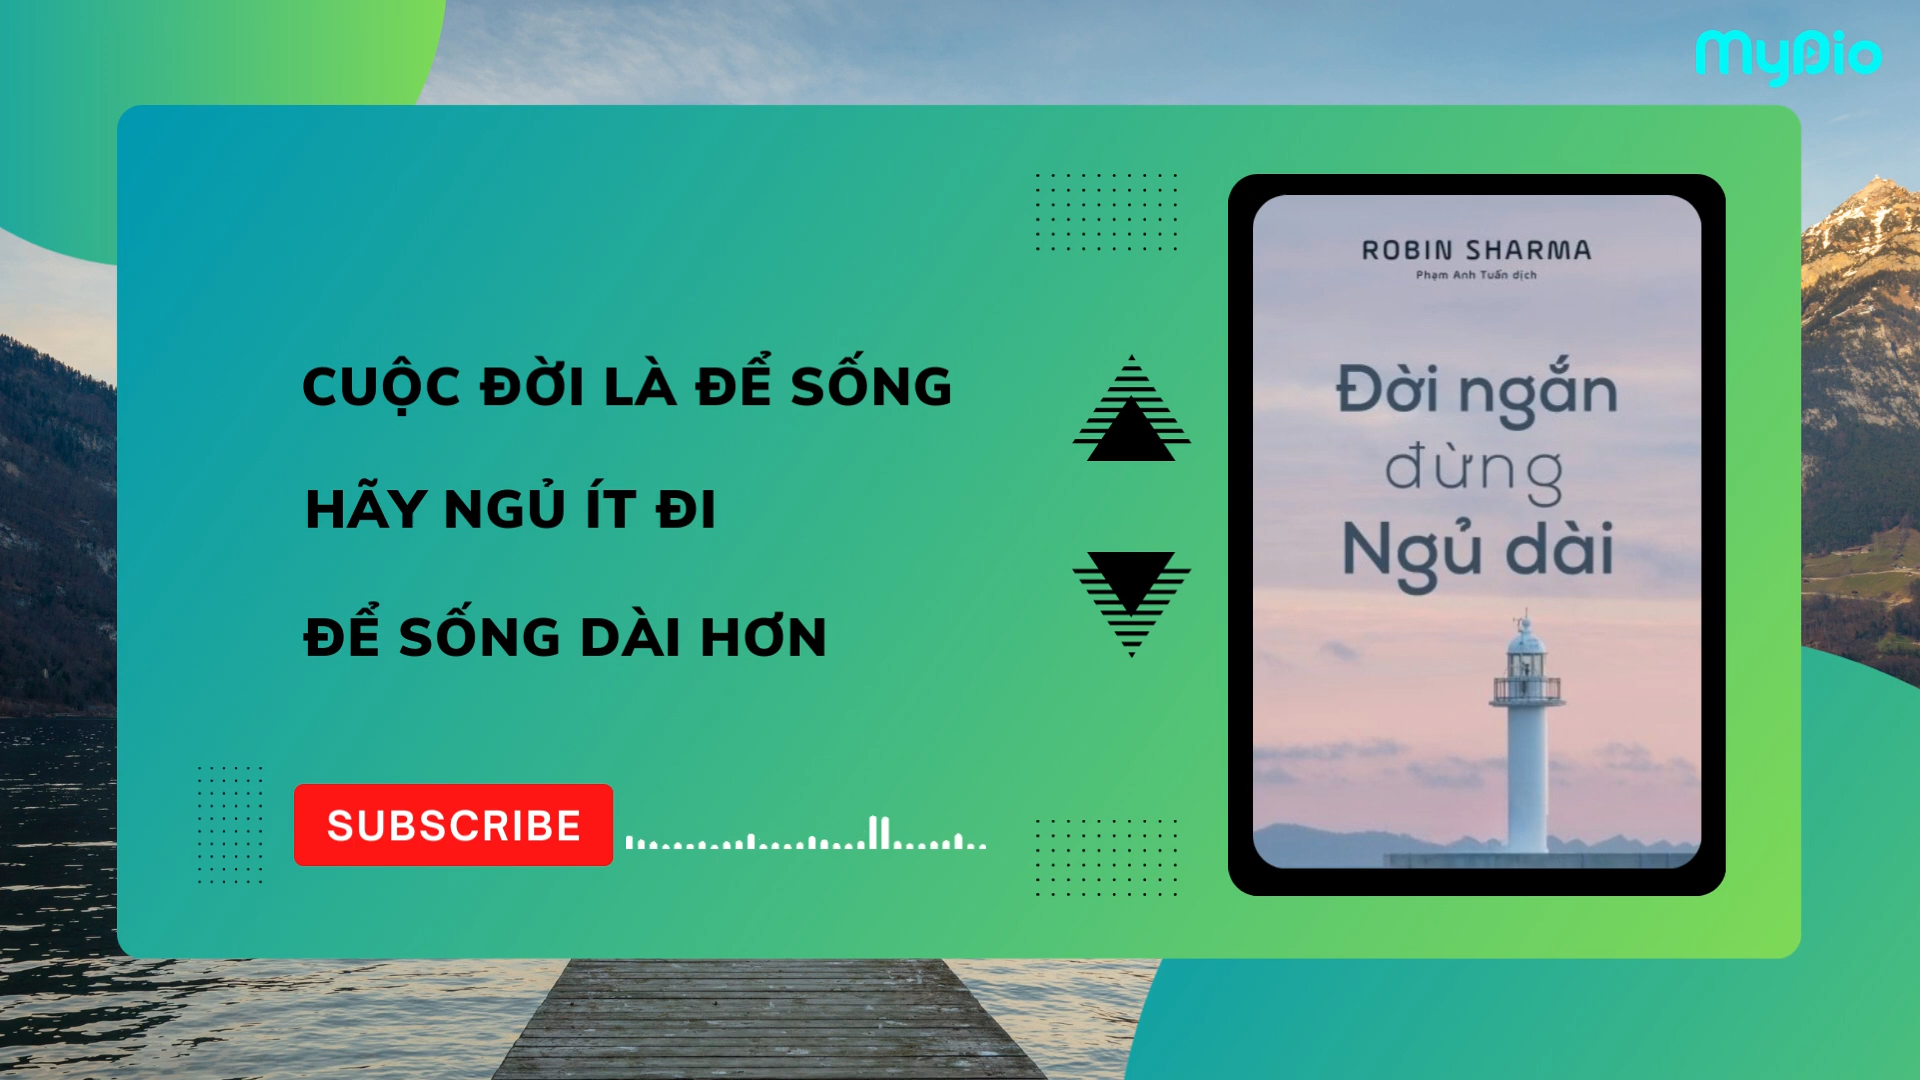 MyDio
CUỘC ĐỜI LÀ ĐỂ SỐNG
HÃY NGỦ ÍT ĐI
ĐỂ SỐNG DÀI HƠN
SUBSCRIBE
ROBIN SHARMA
Phạm Anh Tuấn dịch
Đời ngắn
đừng
Ngủ dài